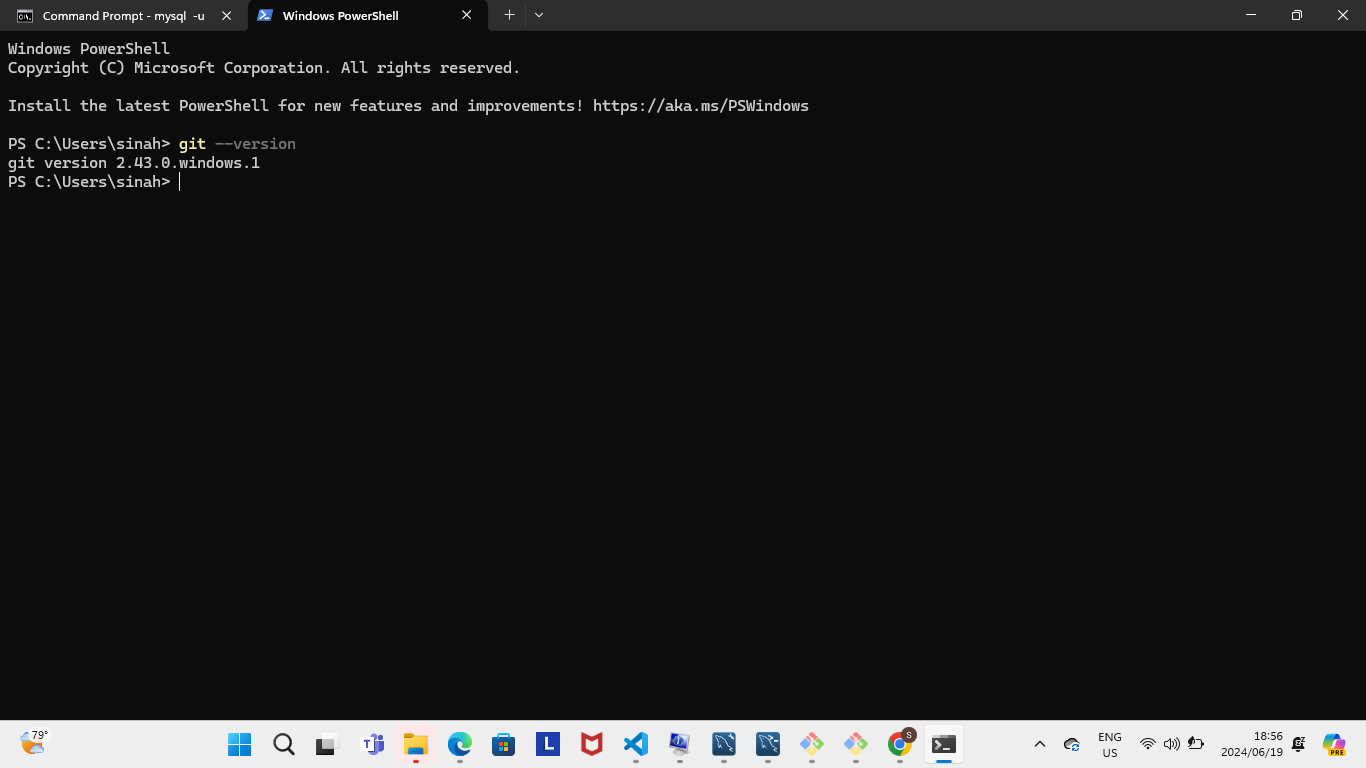 Command Prompt - mysql  -u
Windows PowerShell
Windows PowerShell
Copyright (C) Microsoft Corporation. All rights reserved.
Install the latest PowerShell for new features and improvements! https://aka.ms/PSWindows
PS C:\Users\sinah> git --version
git version 2.43.0.windows.1
PS C:\Users\sinah>
79°
L
S
ENG
US
18:56
2024/06/19
PRE